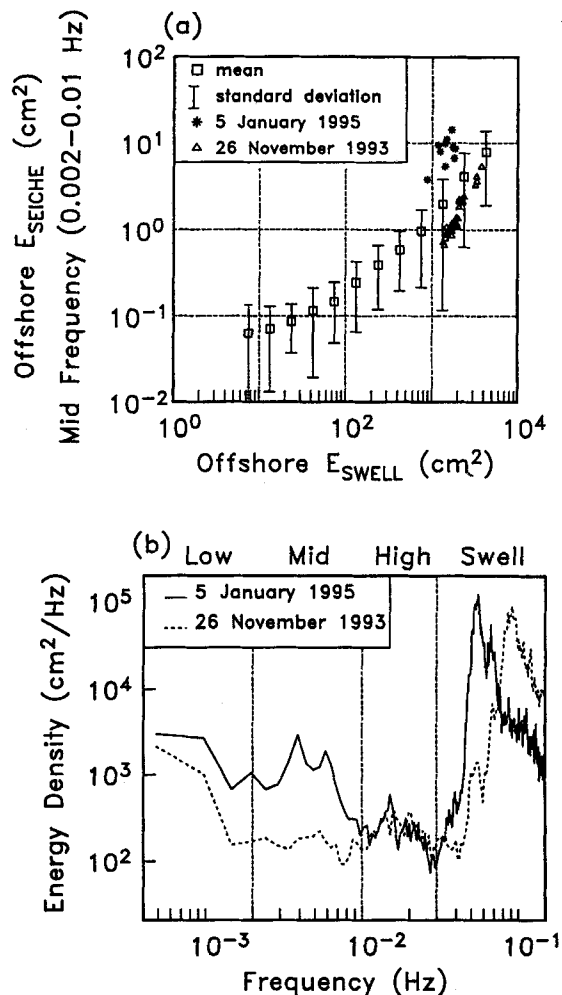 (a)
Offshore E_SEICHE (cm²)
Mid Frequency (0.002–0.01 Hz)
10²
10¹
10⁰
10⁻¹
10⁻²
mean
standard deviation
5 January 1995
26 November 1993
10⁰ 10² 10⁴
Offshore E_SWELL (cm²)
(b)
Low Mid High Swell
5 January 1995
26 November 1993
Energy Density (cm²/Hz)
10⁵
10⁴
10³
10²
10⁻³ 10⁻² 10⁻¹
Frequency (Hz)